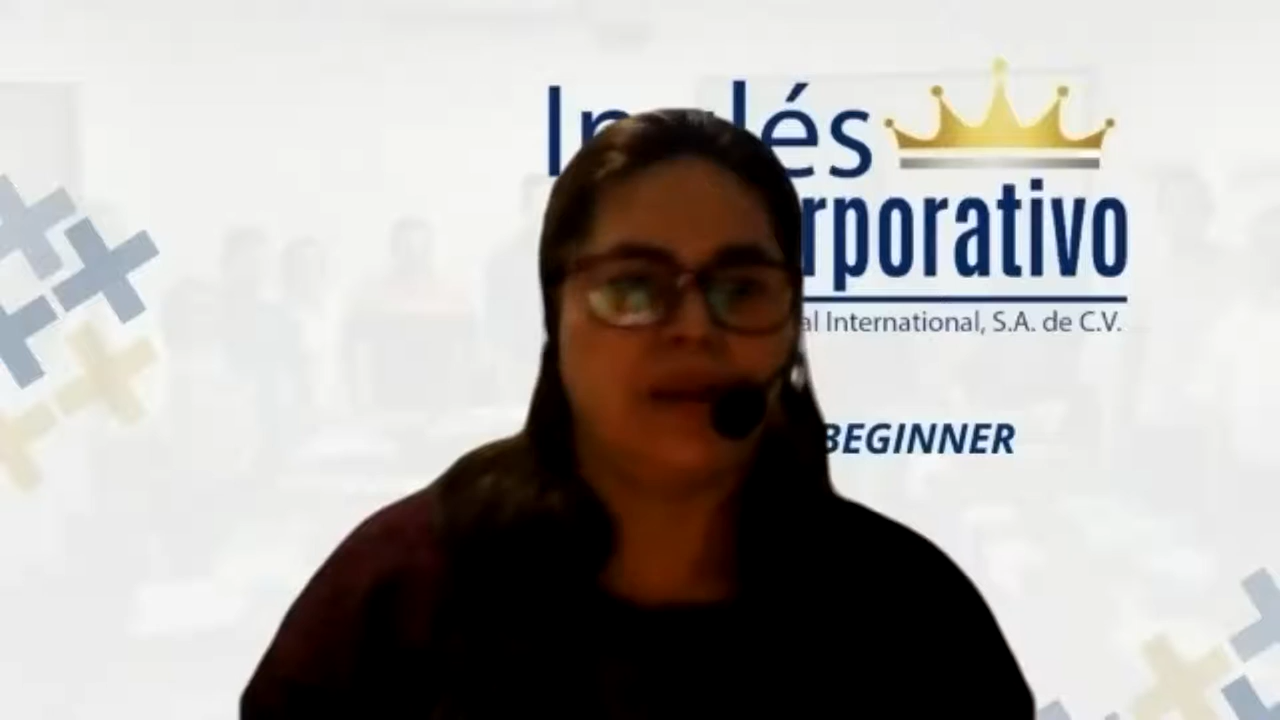 Inglés
rporativo
al International, S.A. de C.V.
BEGINNER